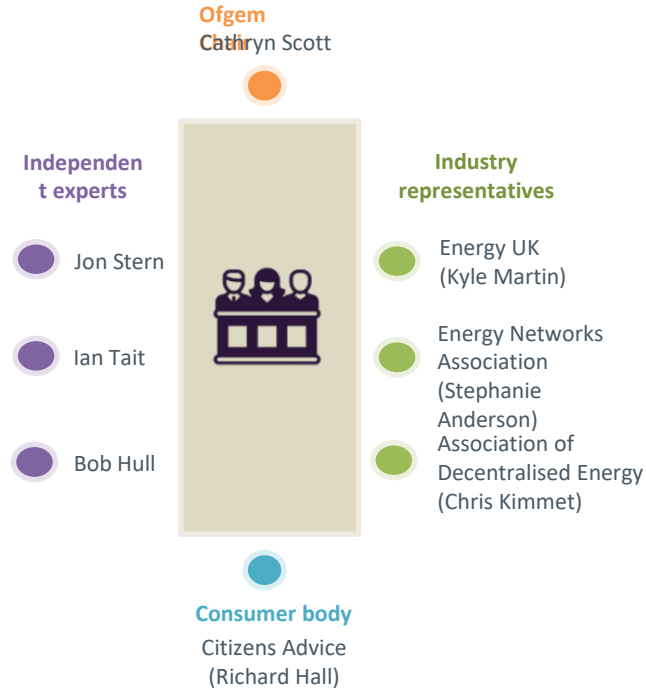 Ofgem
Chair
Cathryn Scott
Independen
t experts
Jon Stern
Ian Tait
Bob Hull
Industry
representatives
Energy UK
(Kyle Martin)
Energy Networks
Association
(Stephanie
Anderson)
Association of
Decentralised Energy
(Chris Kimmet)
Consumer body
Citizens Advice
(Richard Hall)